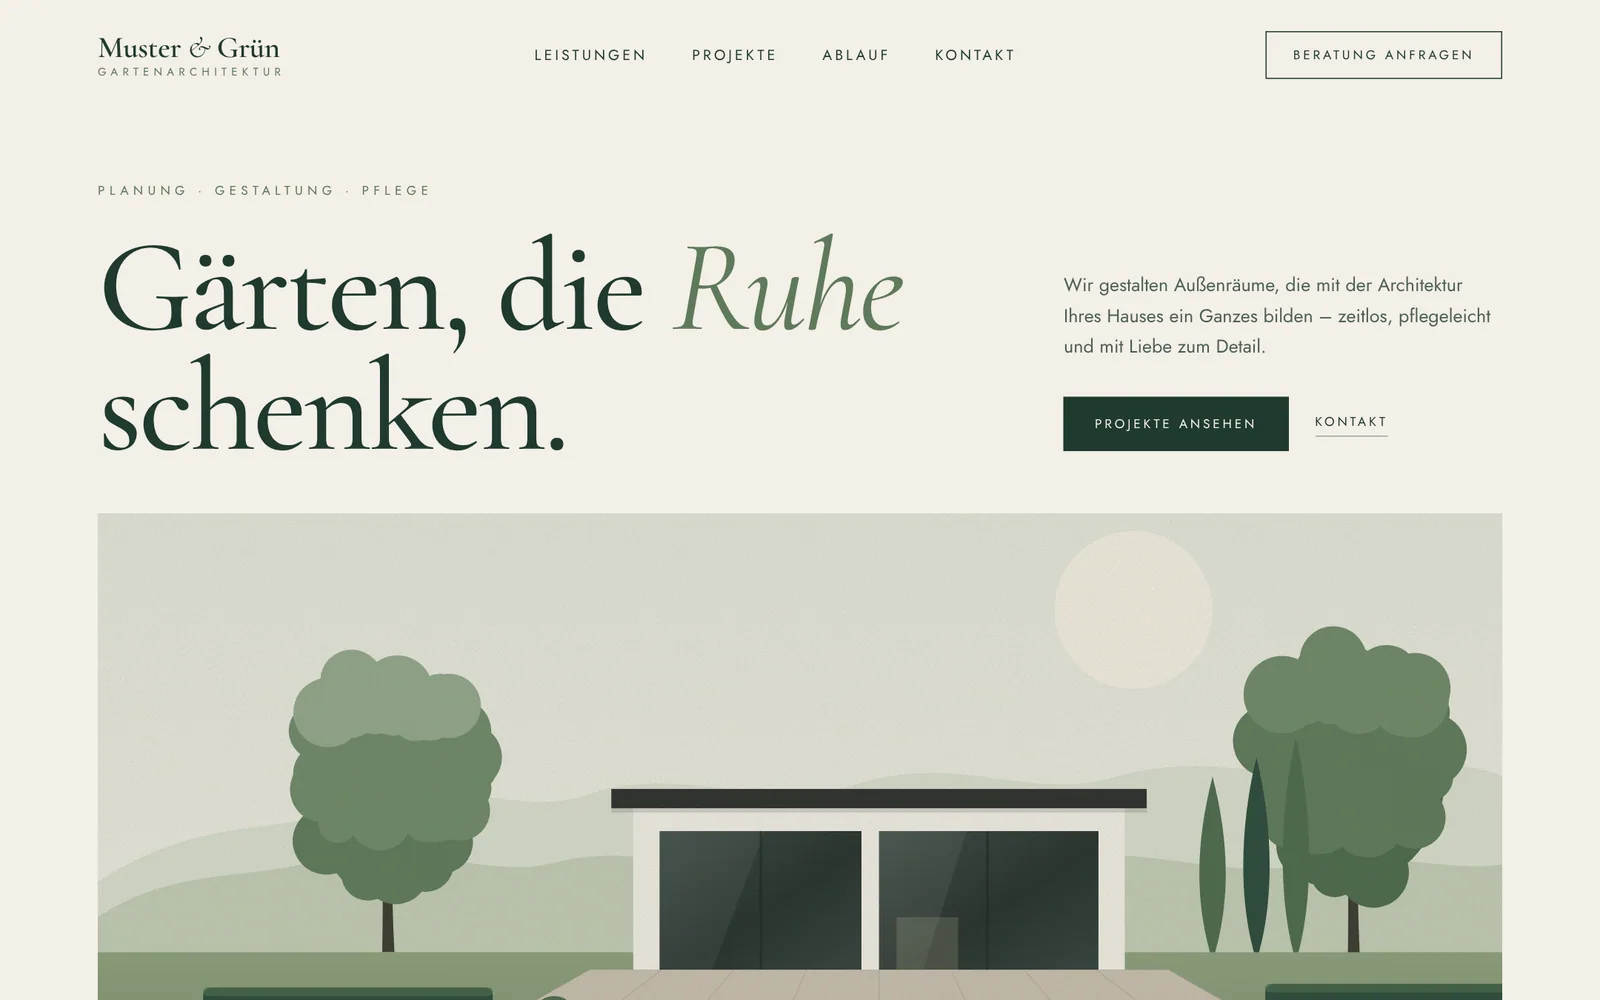 Muster & Grün
GARTENARCHITEKTUR
LEISTUNGEN
PROJEKTE
ABLAUF
KONTAKT
BERATUNG ANFRAGEN
PLANUNG · GESTALTUNG · PFLEGE
Gärten, die Ruhe
schenken.
Wir gestalten Außenräume, die mit der Architektur
Ihres Hauses ein Ganzes bilden – zeitlos, pflegeleicht
und mit Liebe zum Detail.
PROJEKTE ANSEHEN
KONTAKT